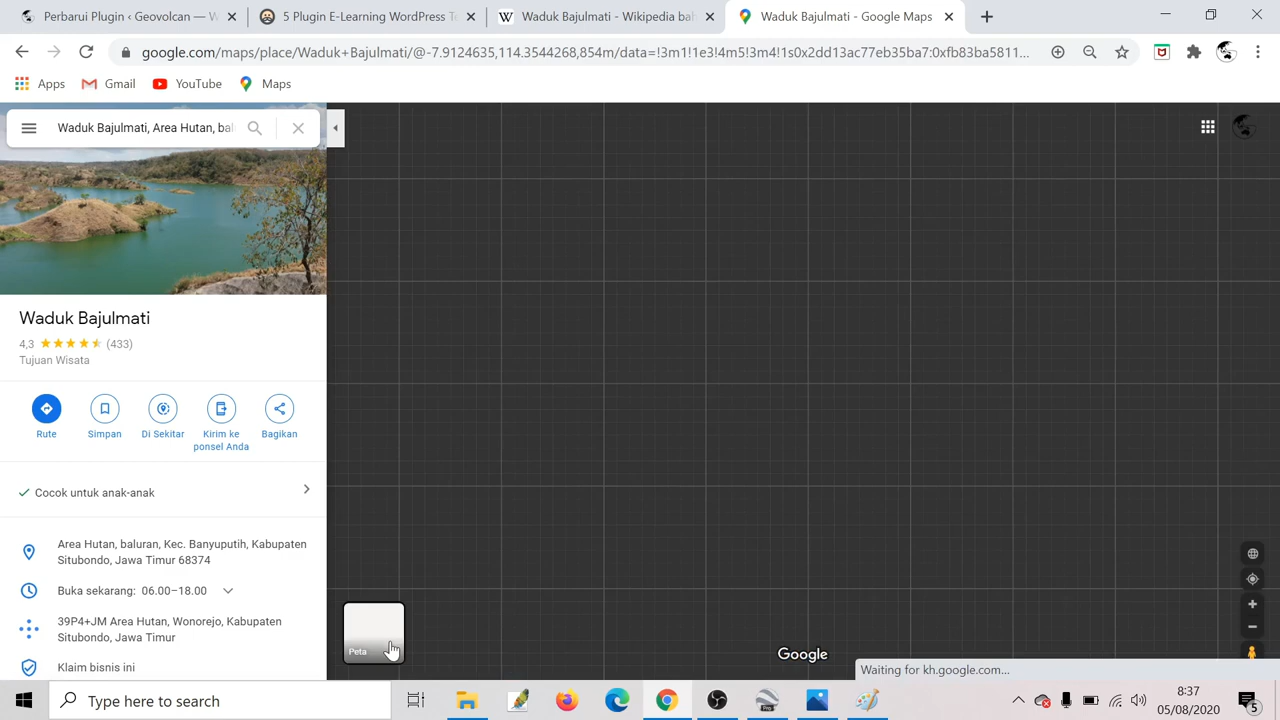 Perbarui Plugin ‹ Geovolcan — W
5 Plugin E-Learning WordPress Te
Waduk Bajulmati - Wikipedia bah
Waduk Bajulmati - Google Maps
google.com/maps/place/Waduk+Bajulmati/@-7.9124635,114.3544268,854m/data=!3m1!1e3!4m5!3m4!1s0x2dd13ac77eb35ba7:0xfb83ba5811...
Apps
Gmail
YouTube
Maps
Waduk Bajulmati, Area Hutan, bal
Waduk Bajulmati
4,3 (433)
Tujuan Wisata
Rute
Simpan
Di Sekitar
Kirim ke
ponsel Anda
Bagikan
Cocok untuk anak-anak
Area Hutan, baluran, Kec. Banyuputih, Kabupaten
Situbondo, Jawa Timur 68374
Buka sekarang: 06.00–18.00
39P4+JM Area Hutan, Wonorejo, Kabupaten
Situbondo, Jawa Timur
Klaim bisnis ini
Peta
Google
Waiting for kh.google.com...
Type here to search
8:37
05/08/2020
5